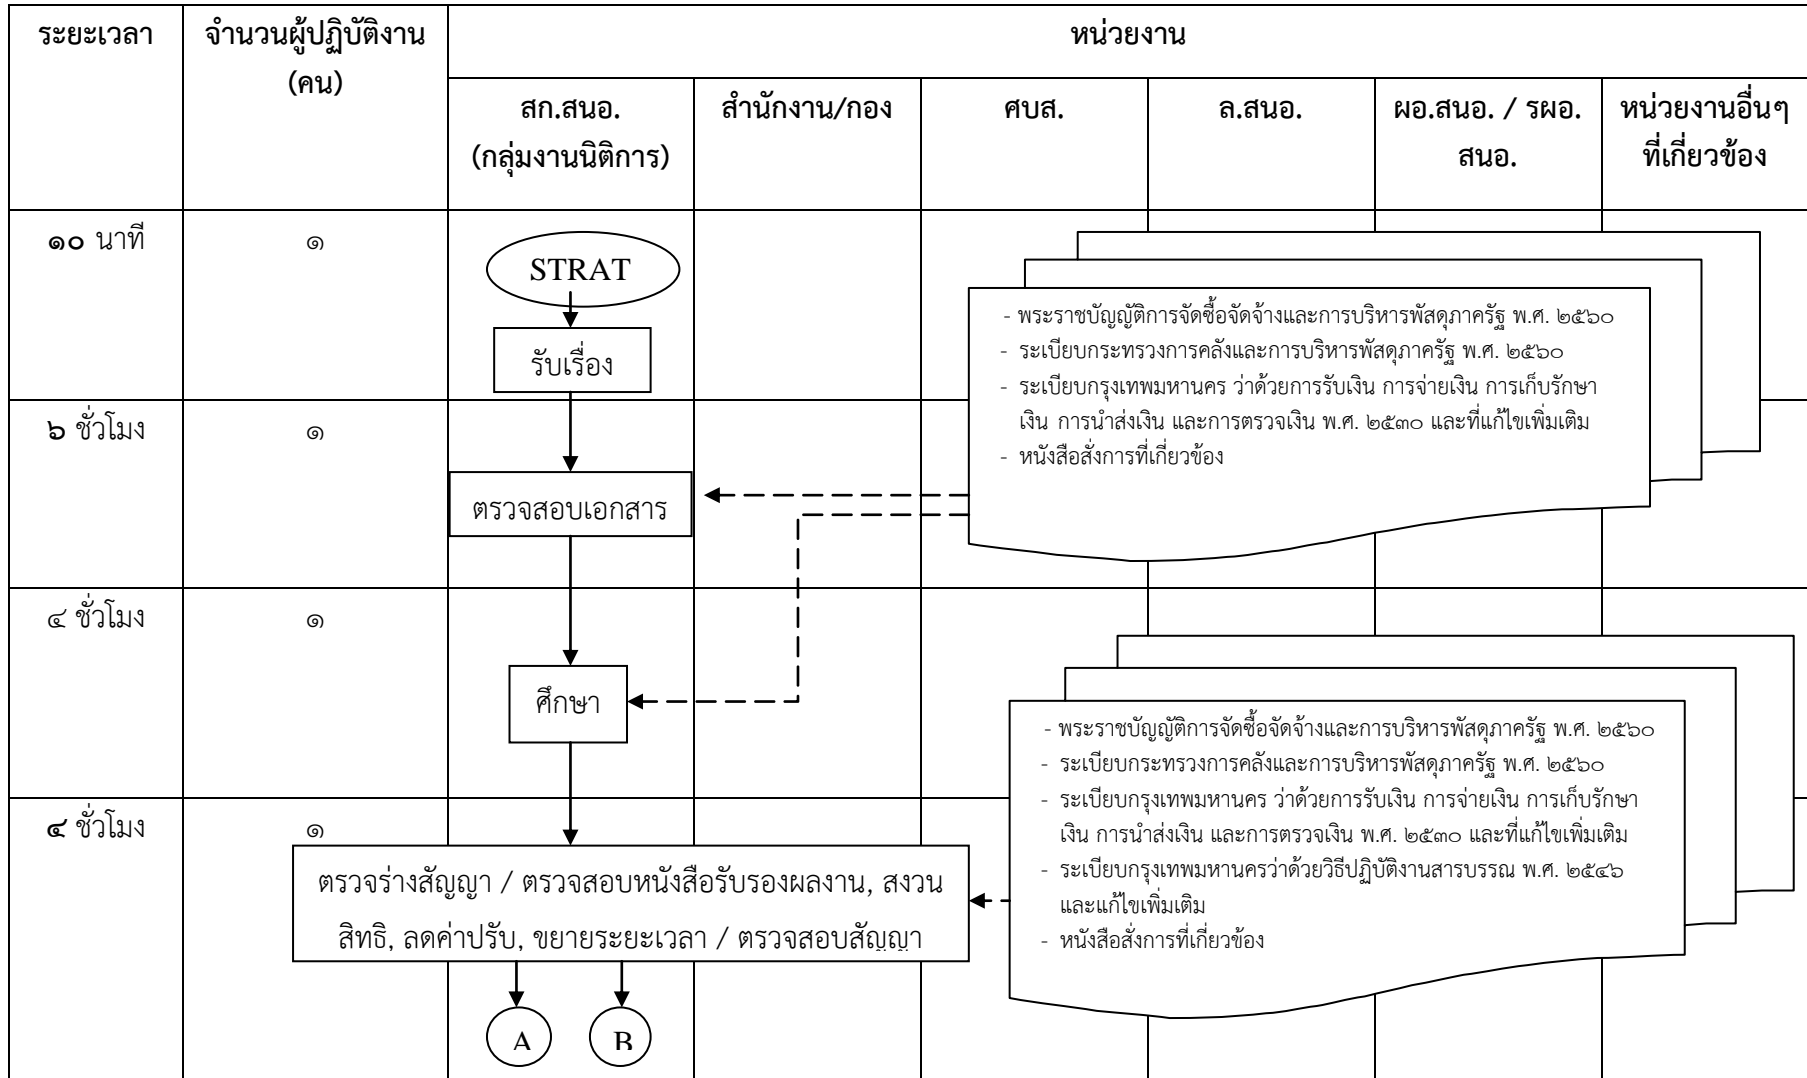 ระยะเวลา
จำนวนผู้ปฏิบัติงาน
(คน)
หน่วยงาน
สก.สนอ.
(กลุ่มงานนิติการ)
สำนักงาน/กอง
ศบส.
ล.สนอ.
ผอ.สนอ. / รผอ.
สนอ.
หน่วยงานอื่นๆ
ที่เกี่ยวข้อง
๑๐ นาที
๑
STRAT
รับเรื่อง
- พระราชบัญญัติการจัดซื้อจัดจ้างและการบริหารพัสดุภาครัฐ พ.ศ. ๒๕๖๐
- ระเบียบกระทรวงการคลังและการบริหารพัสดุภาครัฐ พ.ศ. ๒๕๖๐
- ระเบียบกรุงเทพมหานคร ว่าด้วยการรับเงิน การจ่ายเงิน การเก็บรักษา
เงิน การนำส่งเงิน และการตรวจเงิน พ.ศ. ๒๕๓๐ และที่แก้ไขเพิ่มเติม
- หนังสือสั่งการที่เกี่ยวข้อง
๖ ชั่วโมง
๑
ตรวจสอบเอกสาร
๔ ชั่วโมง
๑
ศึกษา
- พระราชบัญญัติการจัดซื้อจัดจ้างและการบริหารพัสดุภาครัฐ พ.ศ. ๒๕๖๐
- ระเบียบกระทรวงการคลังและการบริหารพัสดุภาครัฐ พ.ศ. ๒๕๖๐
- ระเบียบกรุงเทพมหานคร ว่าด้วยการรับเงิน การจ่ายเงิน การเก็บรักษา
เงิน การนำส่งเงิน และการตรวจเงิน พ.ศ. ๒๕๓๐ และที่แก้ไขเพิ่มเติม
- ระเบียบกรุงเทพมหานครว่าด้วยวิธีปฏิบัติงานสารบรรณ พ.ศ. ๒๕๔๖
และแก้ไขเพิ่มเติม
- หนังสือสั่งการที่เกี่ยวข้อง
๔ ชั่วโมง
๑
ตรวจร่างสัญญา / ตรวจสอบหนังสือรับรองผลงาน, สงวน
สิทธิ, ลดค่าปรับ, ขยายระยะเวลา / ตรวจสอบสัญญา
A
B